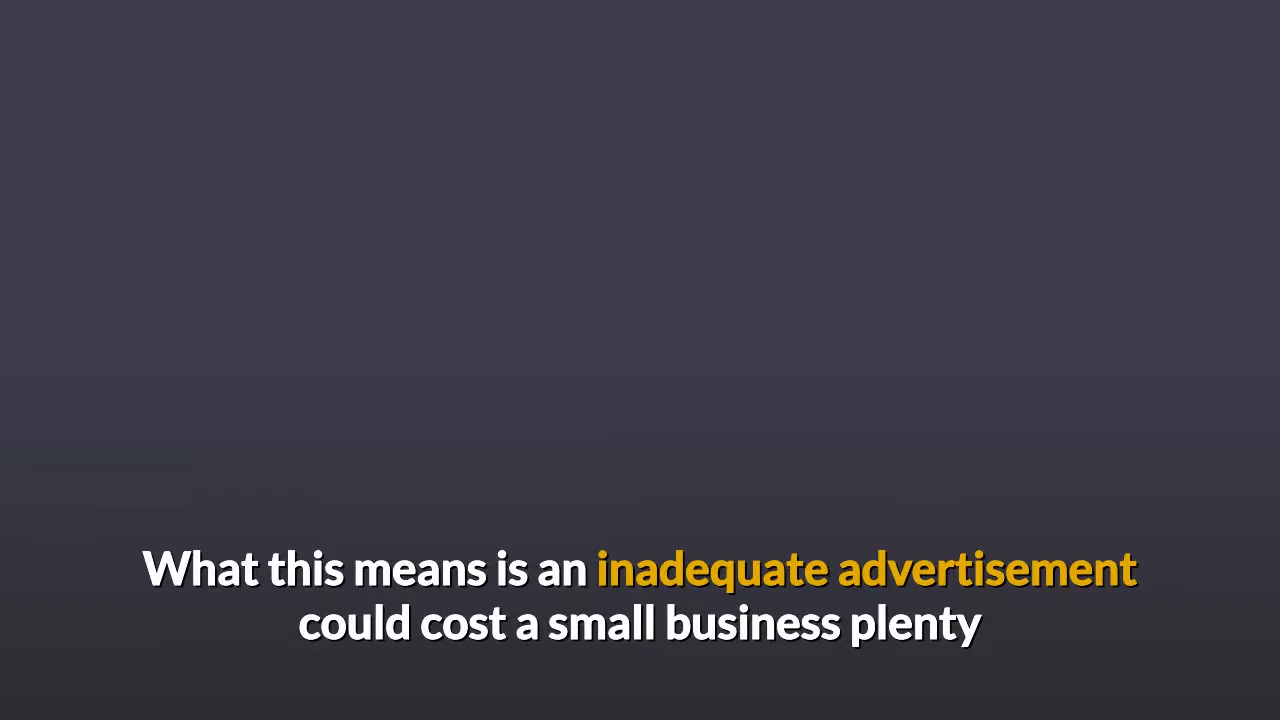 What this means is an inadequate advertisement
could cost a small business plenty